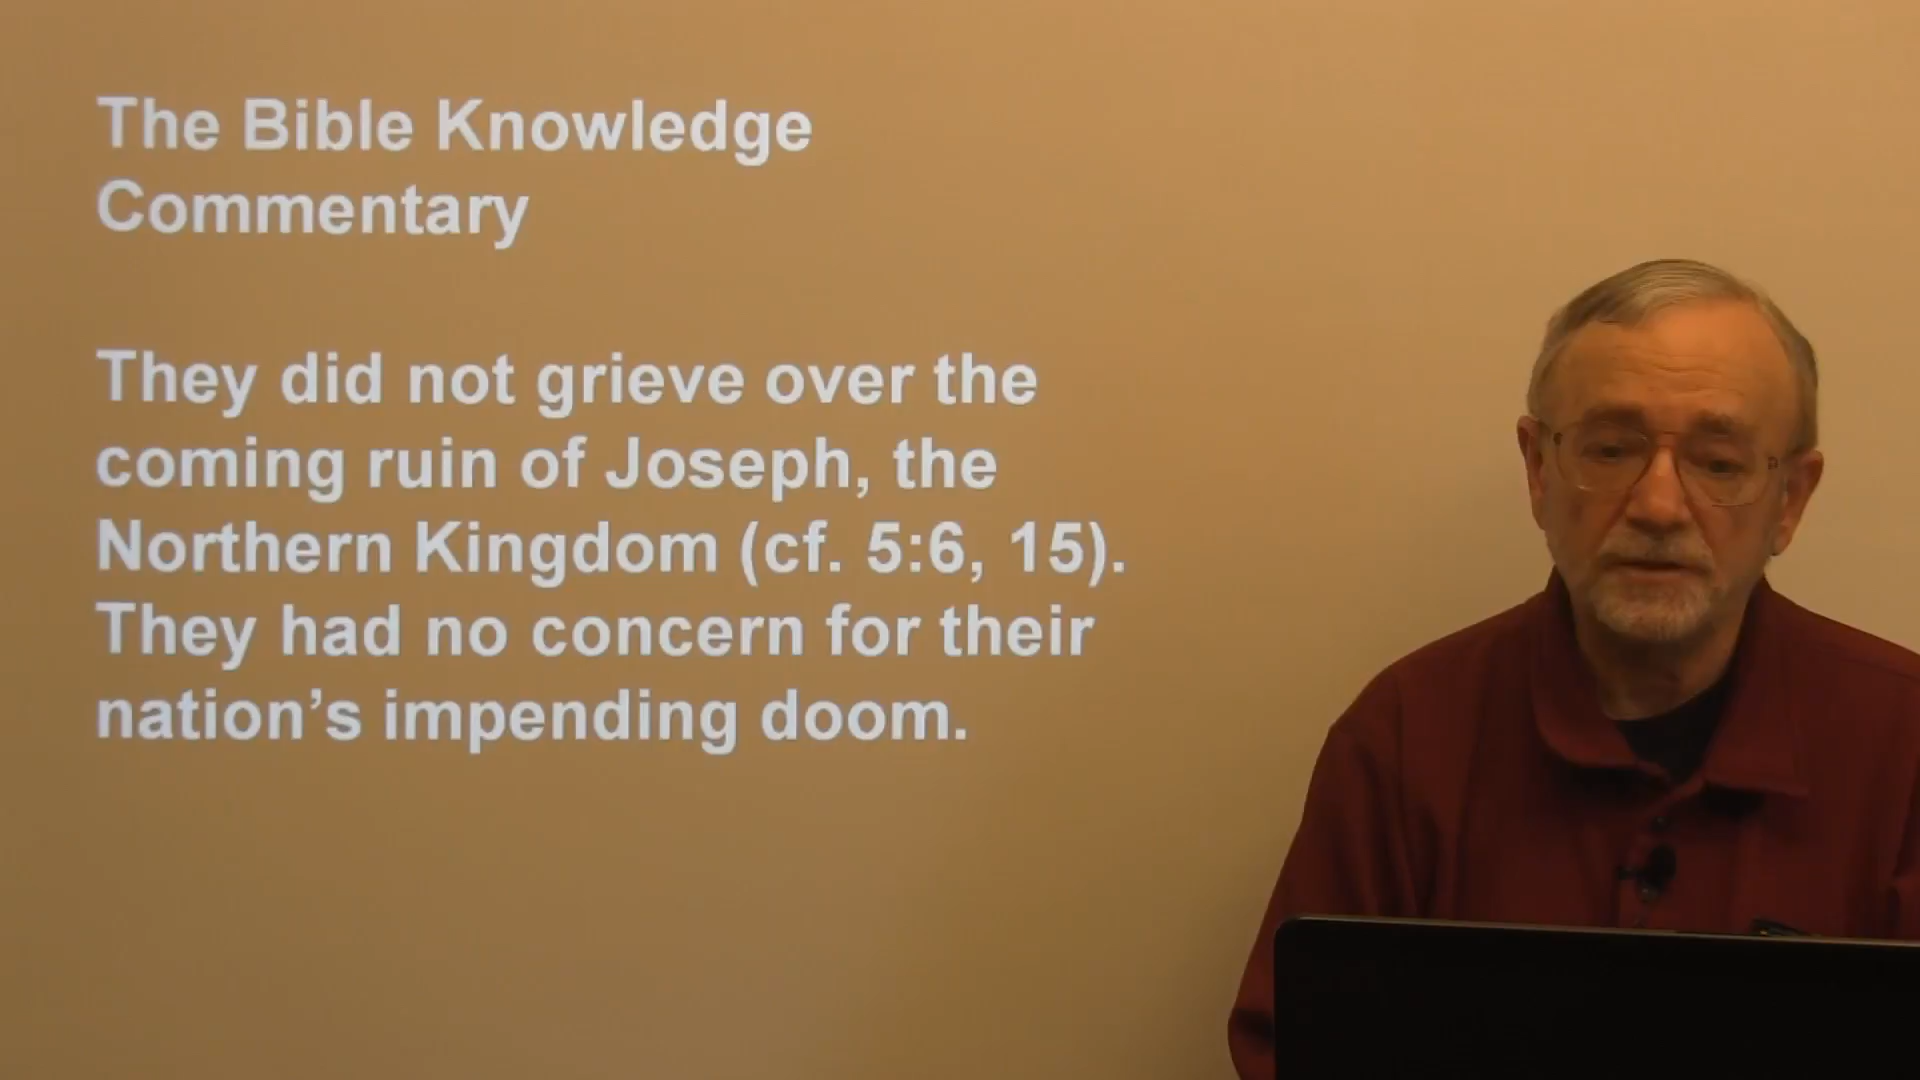 The Bible Knowledge
Commentary
They did not grieve over the
coming ruin of Joseph, the
Northern Kingdom (cf. 5:6, 15).
They had no concern for their
nation’s impending doom.